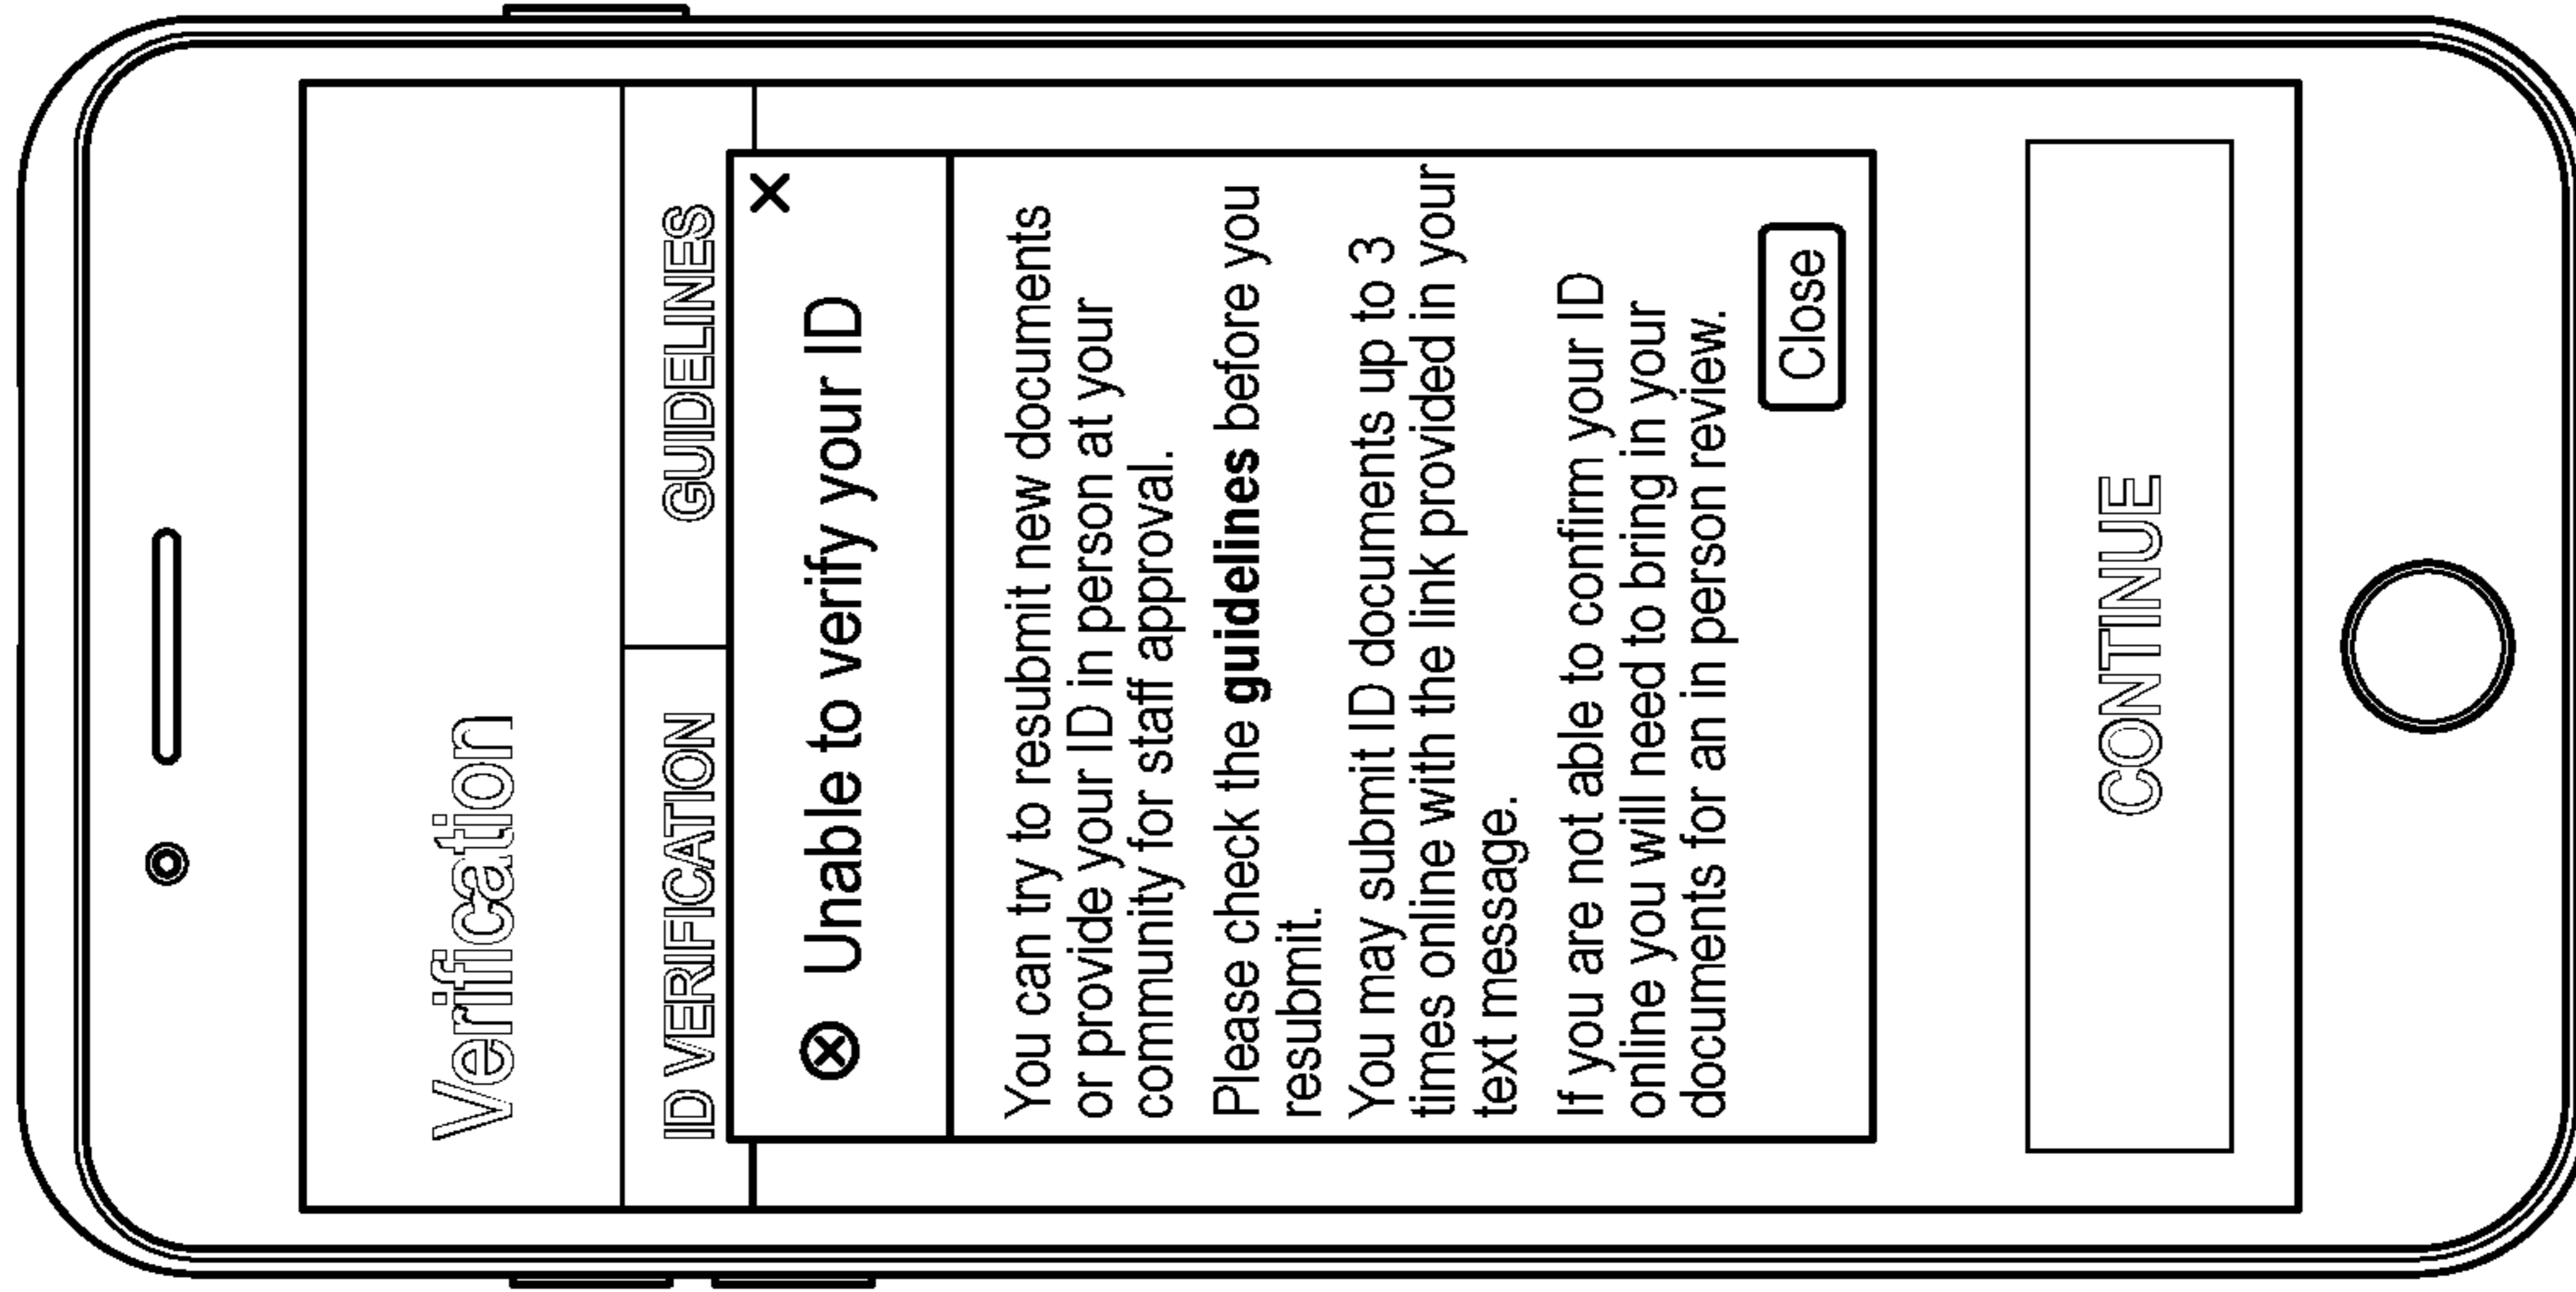 Verification
ID VERIFICATION GUIDELINES
Unable to verify your ID
You can try to resubmit new documents
or provide your ID in person at your
community for staff approval.
Please check the guidelines before you
resubmit.
You may submit ID documents up to 3
times online with the link provided in your
text message.
If you are not able to confirm your ID
online you will need to bring in your
documents for an in person review.
Close
CONTINUE